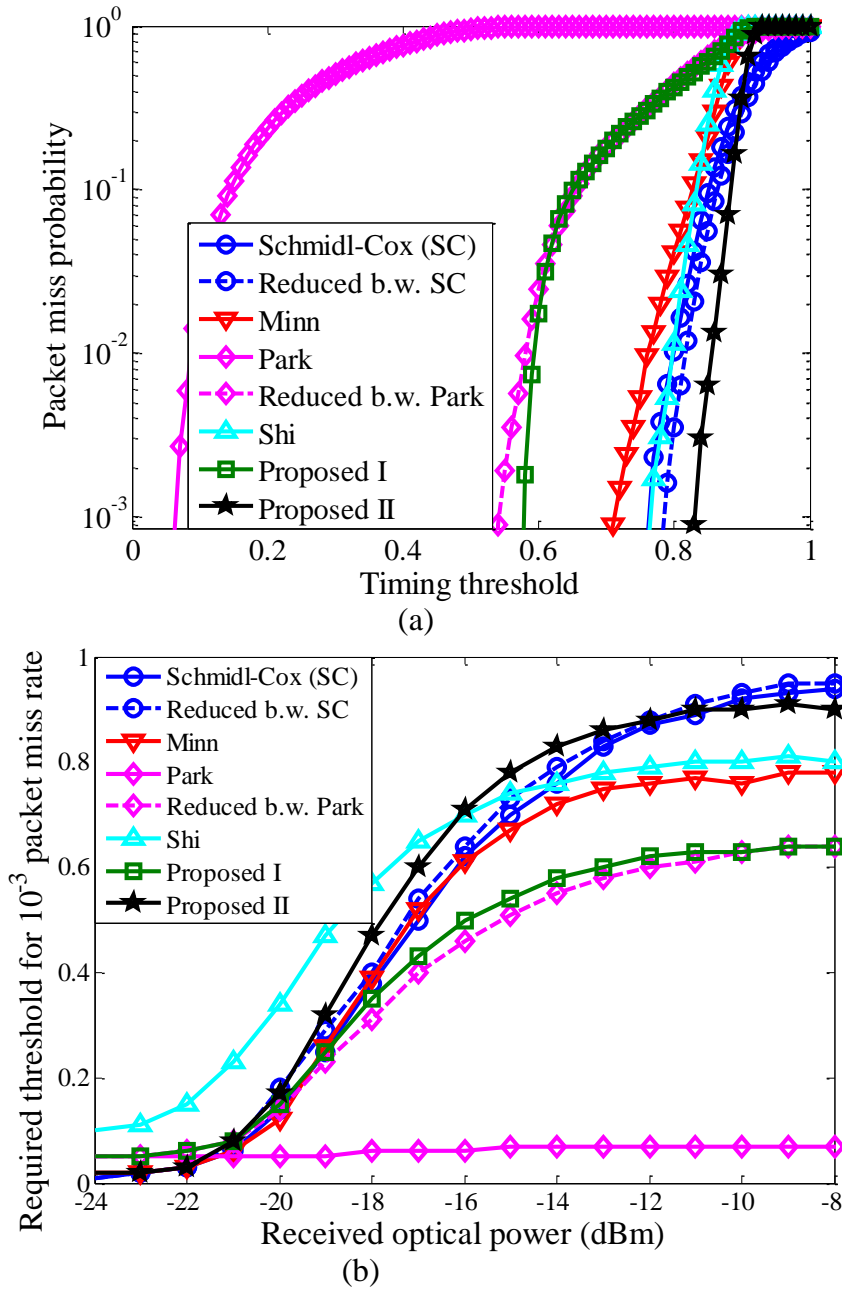 10^0
10^-1
10^-2
10^-3
Packet miss probability
Schmidl-Cox (SC)
Reduced b.w. SC
Minn
Park
Reduced b.w. Park
Shi
Proposed I
Proposed II
0 0.2 0.4 0.6 0.8 1
Timing threshold
(a)
1
0.8
0.6
0.4
0.2
0
Required threshold for 10^-3 packet miss rate
Schmidl-Cox (SC)
Reduced b.w. SC
Minn
Park
Reduced b.w. Park
Shi
Proposed I
Proposed II
-24 -22 -20 -18 -16 -14 -12 -10 -8
Received optical power (dBm)
(b)